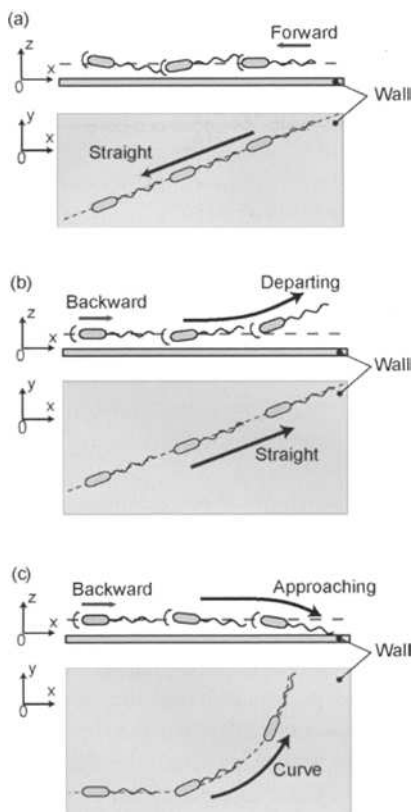 (a)
z
0
x
Forward
Wall
y
0
x
Straight
(b)
z
0
x
Backward
Departing
Wall
y
0
x
Straight
(c)
z
0
x
Backward
Approaching
Wall
y
0
x
Curve